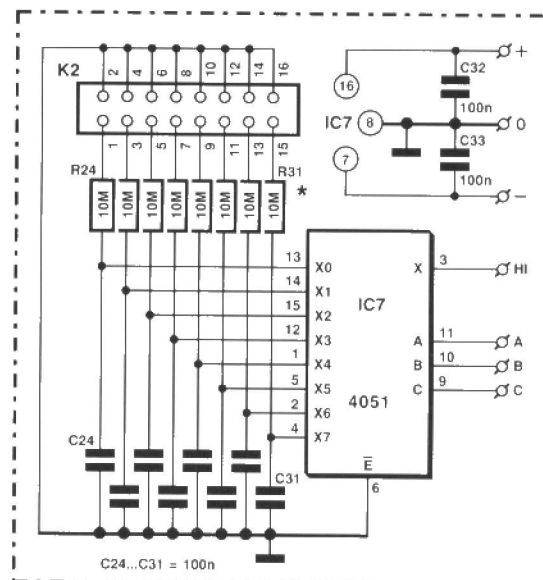 K2
2 4 6 8 10 12 14 16
1 3 5 7 9 11 13 15
R24 R31
10M 10M 10M 10M 10M 10M 10M 10M *
16
IC7 8
7
C32
100n
C33
100n
+
0
−
13 X0
14 X1
15 X2
12 X3
1 X4
5 X5
2 X6
4 X7
IC7
4051
X 3 HI
A 11 A
B 10 B
C 9 C
E̅
6
C24
C31
C24...C31 = 100n